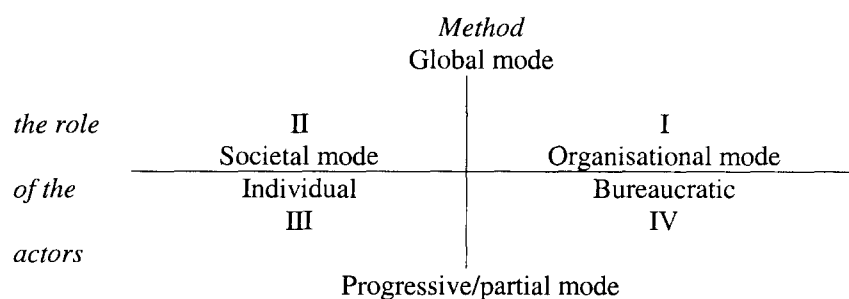 Method
Global mode
the role II I
Societal mode Organisational mode
of the Individual Bureaucratic
III IV
actors
Progressive/partial mode